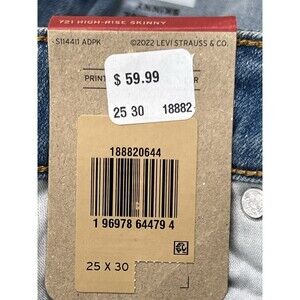 721 HIGH-RISE SKINNY
S114411 ADPK ©2022 LEVI STRAUSS & CO.
PRINT
$ 59.99
25 30 18882
188820644
1 96978 64479 4
25 X 30